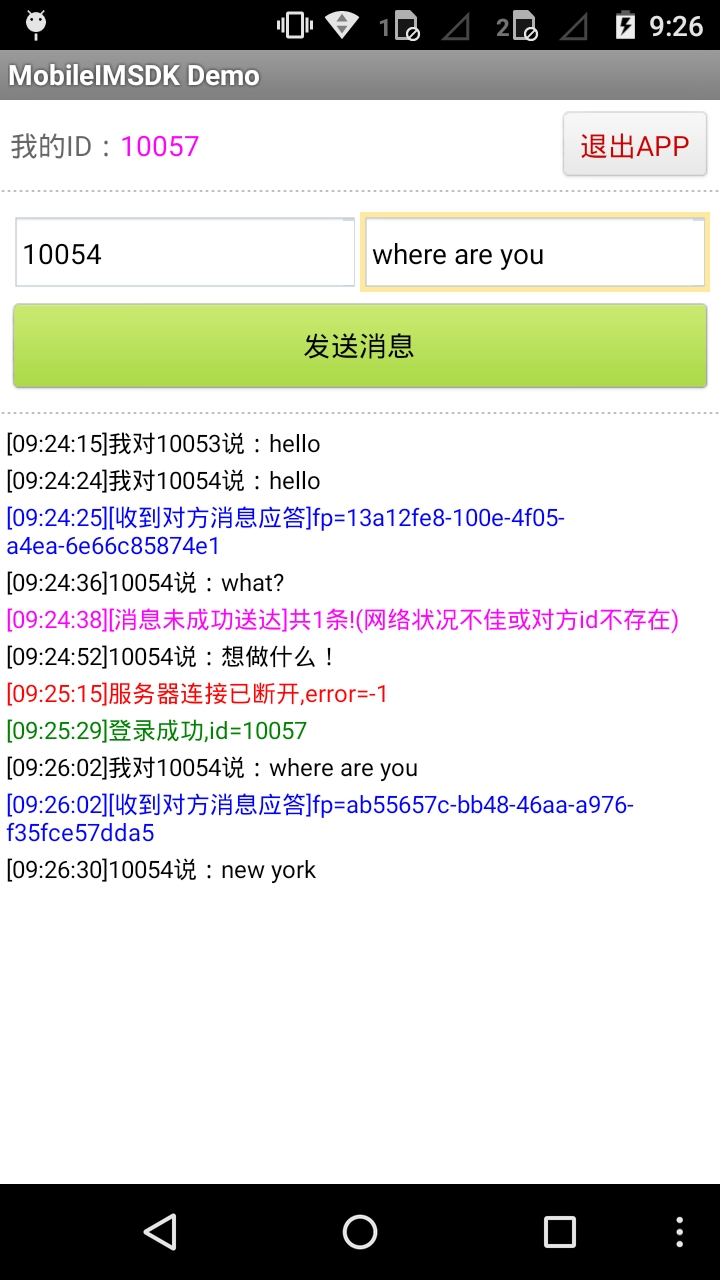 1 2 9:26
MobileIMSDK Demo
我的ID：10057 退出APP
10054 where are you
发送消息
[09:24:15]我对10053说：hello
[09:24:24]我对10054说：hello
[09:24:25][收到对方消息应答]fp=13a12fe8-100e-4f05-
a4ea-6e66c85874e1
[09:24:36]10054说：what?
[09:24:38][消息未成功送达]共1条!(网络状况不佳或对方id不存在)
[09:24:52]10054说：想做什么！
[09:25:15]服务器连接已断开,error=-1
[09:25:29]登录成功,id=10057
[09:26:02]我对10054说：where are you
[09:26:02][收到对方消息应答]fp=ab55657c-bb48-46aa-a976-
f35fce57dda5
[09:26:30]10054说：new york